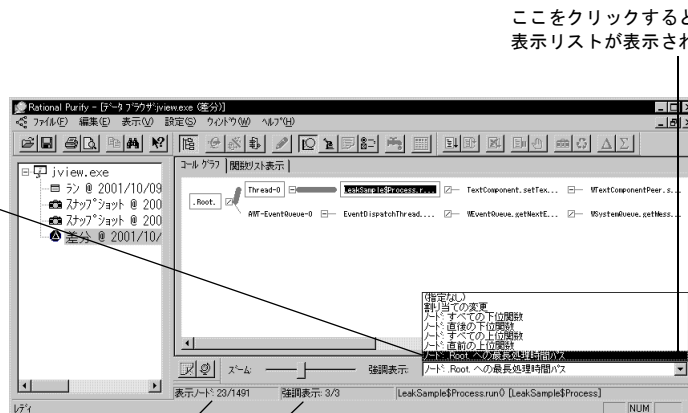 ここをクリックすると
表示リストが表示され
Rational Purify - [ﾃﾞｰﾀ ﾌﾞﾗｳｻﾞ:jview.exe (差分)]
ﾌｧｲﾙ(F) 編集(E) 表示(V) 設定(S) ｳｨﾝﾄﾞｳ(W) ﾍﾙﾌﾟ(H)
jview.exe
ﾗﾝ @ 2001/10/09
ｽﾅｯﾌﾟｼｮｯﾄ @ 200
ｽﾅｯﾌﾟｼｮｯﾄ @ 200
差分 @ 2001/10/
ｺｰﾙ ｸﾞﾗﾌ 関数ﾘｽﾄ表示
.Root.
Thread-0 LeakSample$Process.r... TextComponent.setTex... WTextComponentPeer.s...
AWT-EventQueue-0 EventDispatchThread.... WEventQueue.getNextE... WSystemQueue.getMess...
(指定なし)
割り当ての変更
ﾉｰﾄﾞ: すべての下位関数
ﾉｰﾄﾞ: 直後の下位関数
ﾉｰﾄﾞ: すべての上位関数
ﾉｰﾄﾞ: 直前の上位関数
ﾉｰﾄﾞ: .Root. への最長処理時間ﾊﾟｽ
ｽﾞｰﾑ: 強調表示: ﾉｰﾄﾞ: .Root. への最長処理時間ﾊﾟｽ
表示ﾉｰﾄﾞ: 23/1491 強調表示: 3/3 LeakSample$Process.run() [LeakSample$Process]
ﾚﾃﾞｨ NUM